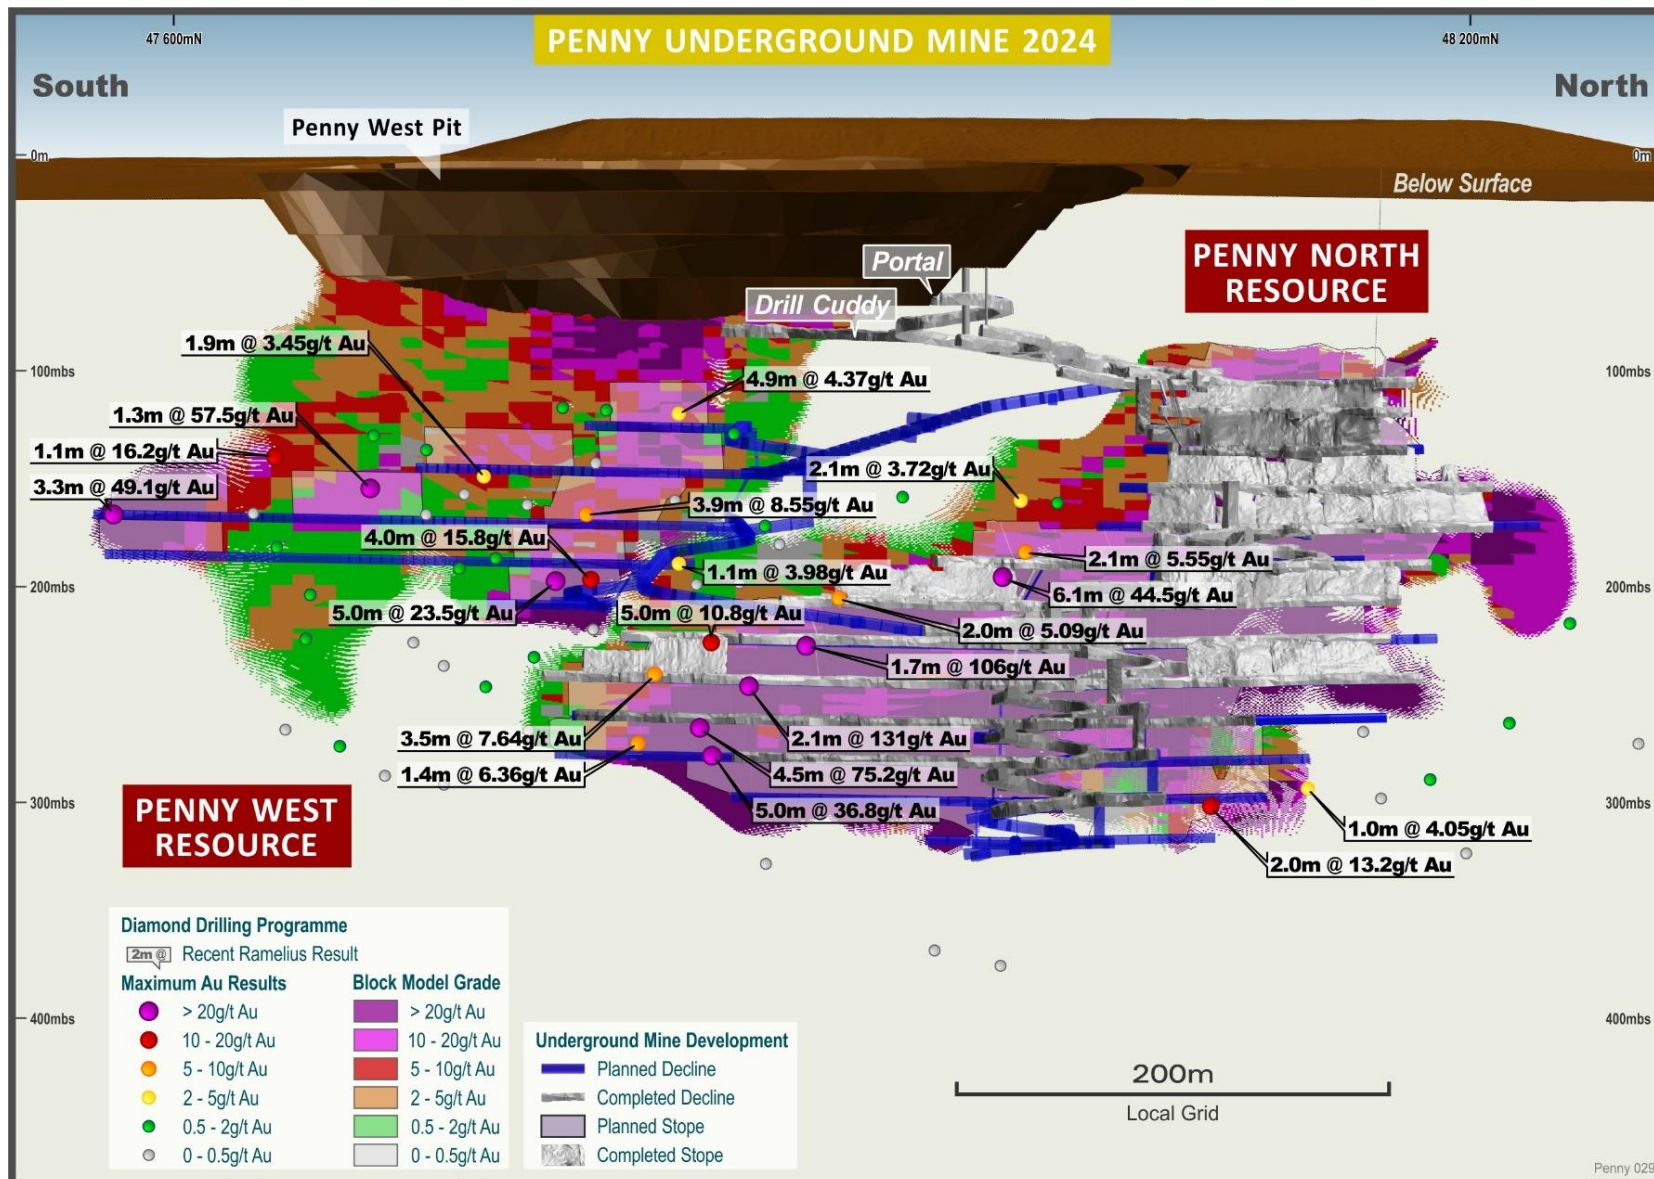 47 600mN
PENNY UNDERGROUND MINE 2024
48 200mN
South
North
Penny West Pit
0m
0m
Below Surface
Portal
PENNY NORTH
RESOURCE
Drill Cuddy
1.9m @ 3.45g/t Au
100mbs
100mbs
4.9m @ 4.37g/t Au
1.3m @ 57.5g/t Au
1.1m @ 16.2g/t Au
2.1m @ 3.72g/t Au
3.3m @ 49.1g/t Au
3.9m @ 8.55g/t Au
4.0m @ 15.8g/t Au
2.1m @ 5.55g/t Au
1.1m @ 3.98g/t Au
200mbs
200mbs
6.1m @ 44.5g/t Au
5.0m @ 23.5g/t Au
5.0m @ 10.8g/t Au
2.0m @ 5.09g/t Au
1.7m @ 106g/t Au
3.5m @ 7.64g/t Au
2.1m @ 131g/t Au
1.4m @ 6.36g/t Au
4.5m @ 75.2g/t Au
300mbs
300mbs
PENNY WEST
RESOURCE
5.0m @ 36.8g/t Au
1.0m @ 4.05g/t Au
2.0m @ 13.2g/t Au
Diamond Drilling Programme
2m @
Recent Ramelius Result
Maximum Au Results
> 20g/t Au
10 - 20g/t Au
5 - 10g/t Au
2 - 5g/t Au
0.5 - 2g/t Au
0 - 0.5g/t Au
Block Model Grade
> 20g/t Au
10 - 20g/t Au
5 - 10g/t Au
2 - 5g/t Au
0.5 - 2g/t Au
0 - 0.5g/t Au
400mbs
400mbs
Underground Mine Development
Planned Decline
Completed Decline
Planned Stope
Completed Stope
200m
Local Grid
Penny 029